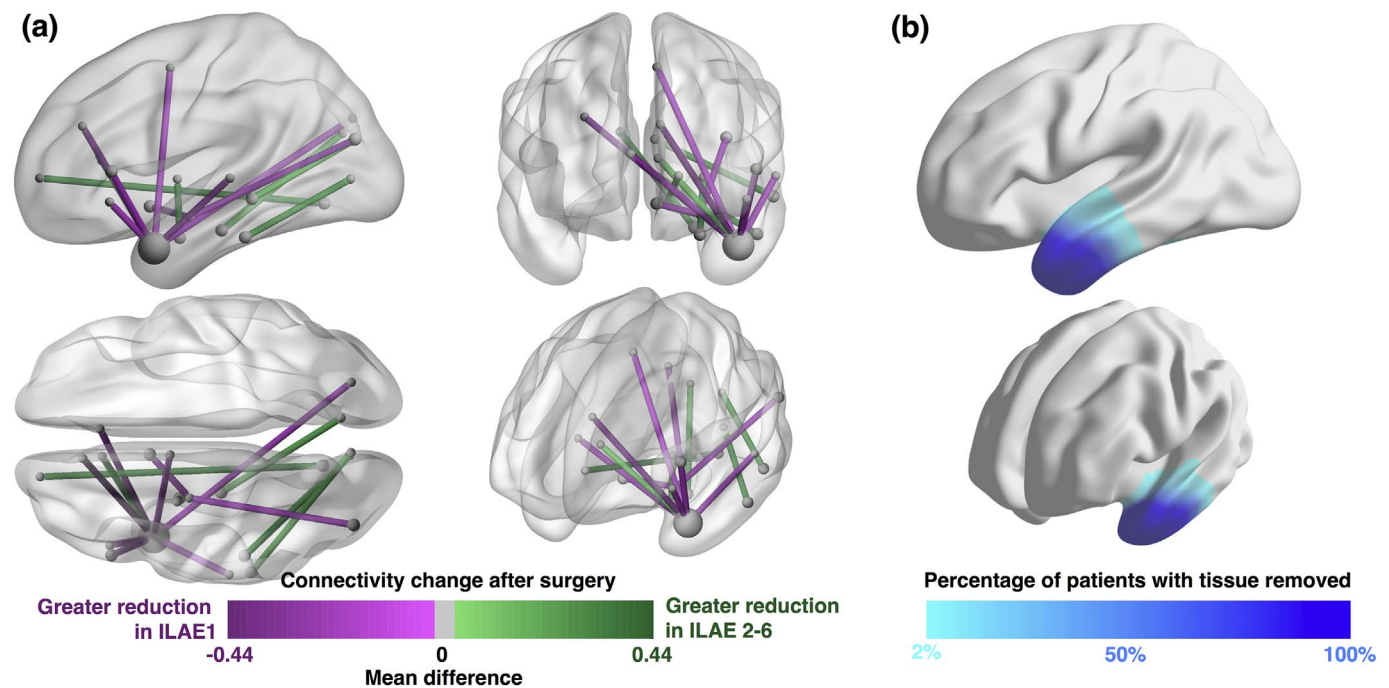 (a)
(b)
Connectivity change after surgery
Greater reduction
in ILAE1
Greater reduction
in ILAE 2-6
-0.44
0
0.44
Mean difference
Percentage of patients with tissue removed
2%
50%
100%